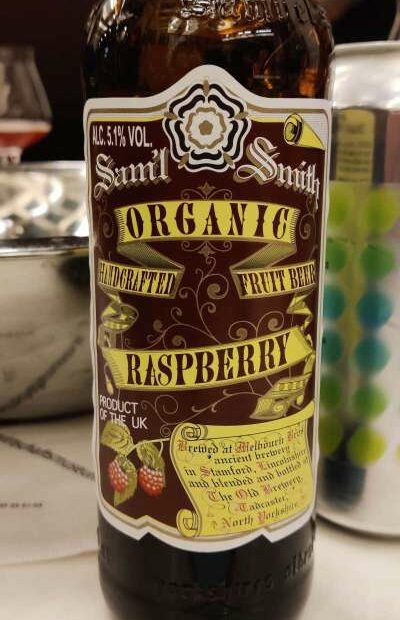 ALC. 5.1% VOL.
Sam'l Smith
ORGANIC
HANDCRAFTED FRUIT BEER
RASPBERRY
PRODUCT
OF THE UK
Brewed at Melbourn Bros
ancient brewery
in Stamford, Lincolnshire
and blended and bottled at
The Old Brewery,
Tadcaster,
North Yorkshire.